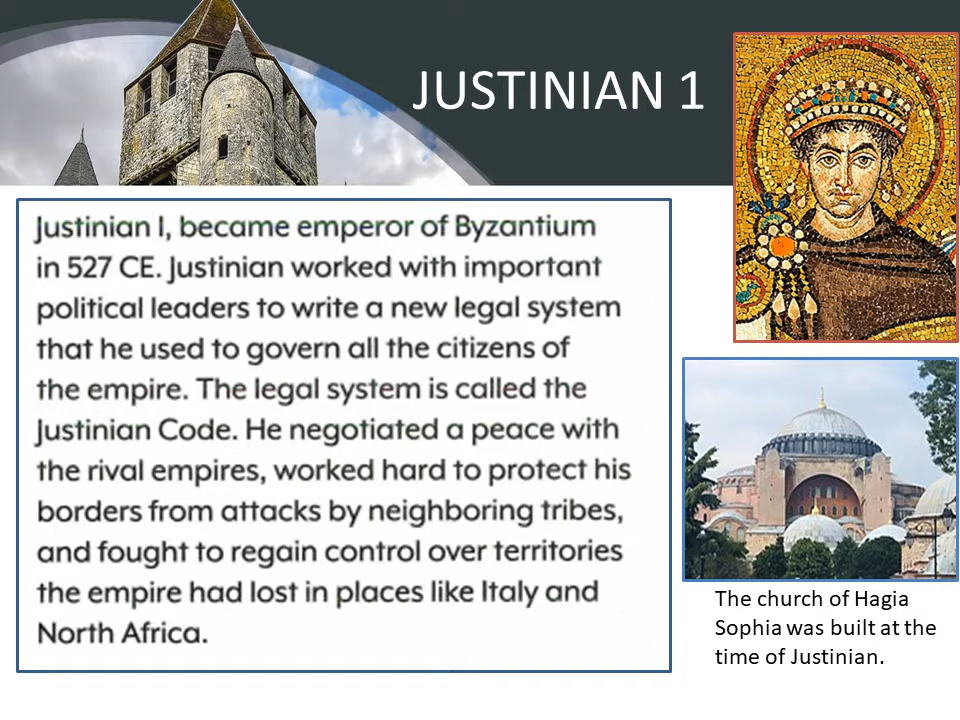 JUSTINIAN 1
Justinian I, became emperor of Byzantium
in 527 CE. Justinian worked with important
political leaders to write a new legal system
that he used to govern all the citizens of
the empire. The legal system is called the
Justinian Code. He negotiated a peace with
the rival empires, worked hard to protect his
borders from attacks by neighboring tribes,
and fought to regain control over territories
the empire had lost in places like Italy and
North Africa.
The church of Hagia
Sophia was built at the
time of Justinian.